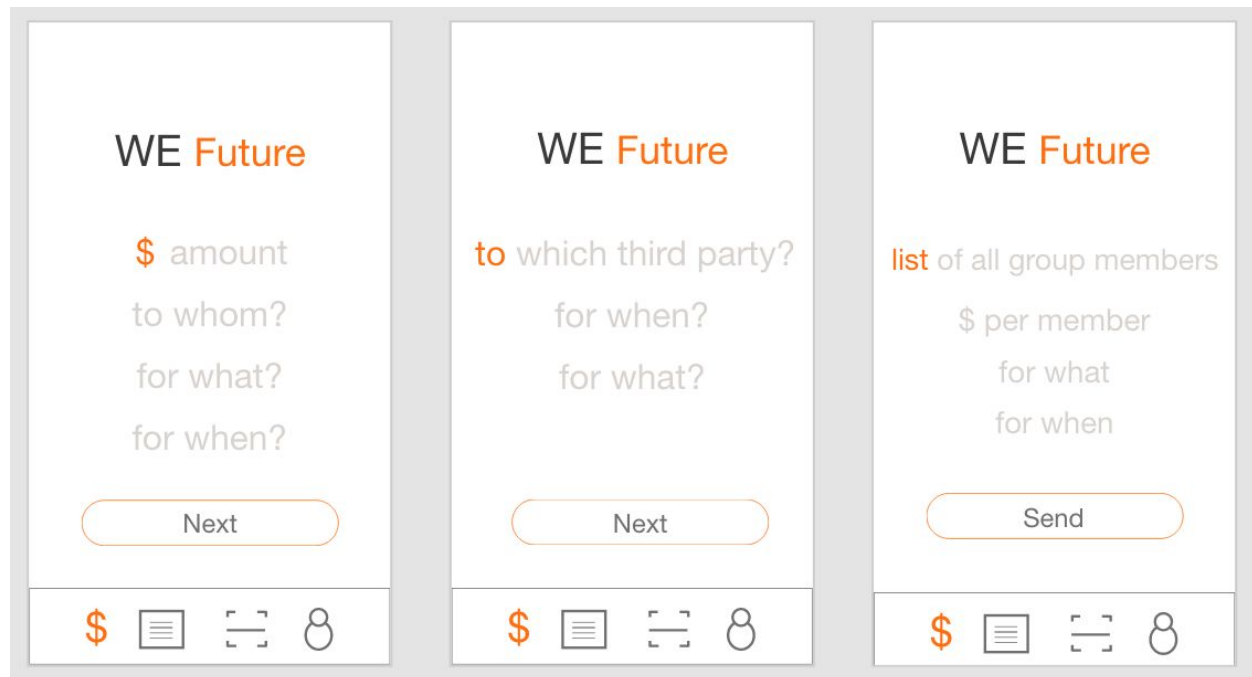 WE Future
$ amount
to whom?
for what?
for when?
Next
$
WE Future
to which third party?
for when?
for what?
Next
$
WE Future
list of all group members
$ per member
for what
for when
Send
$